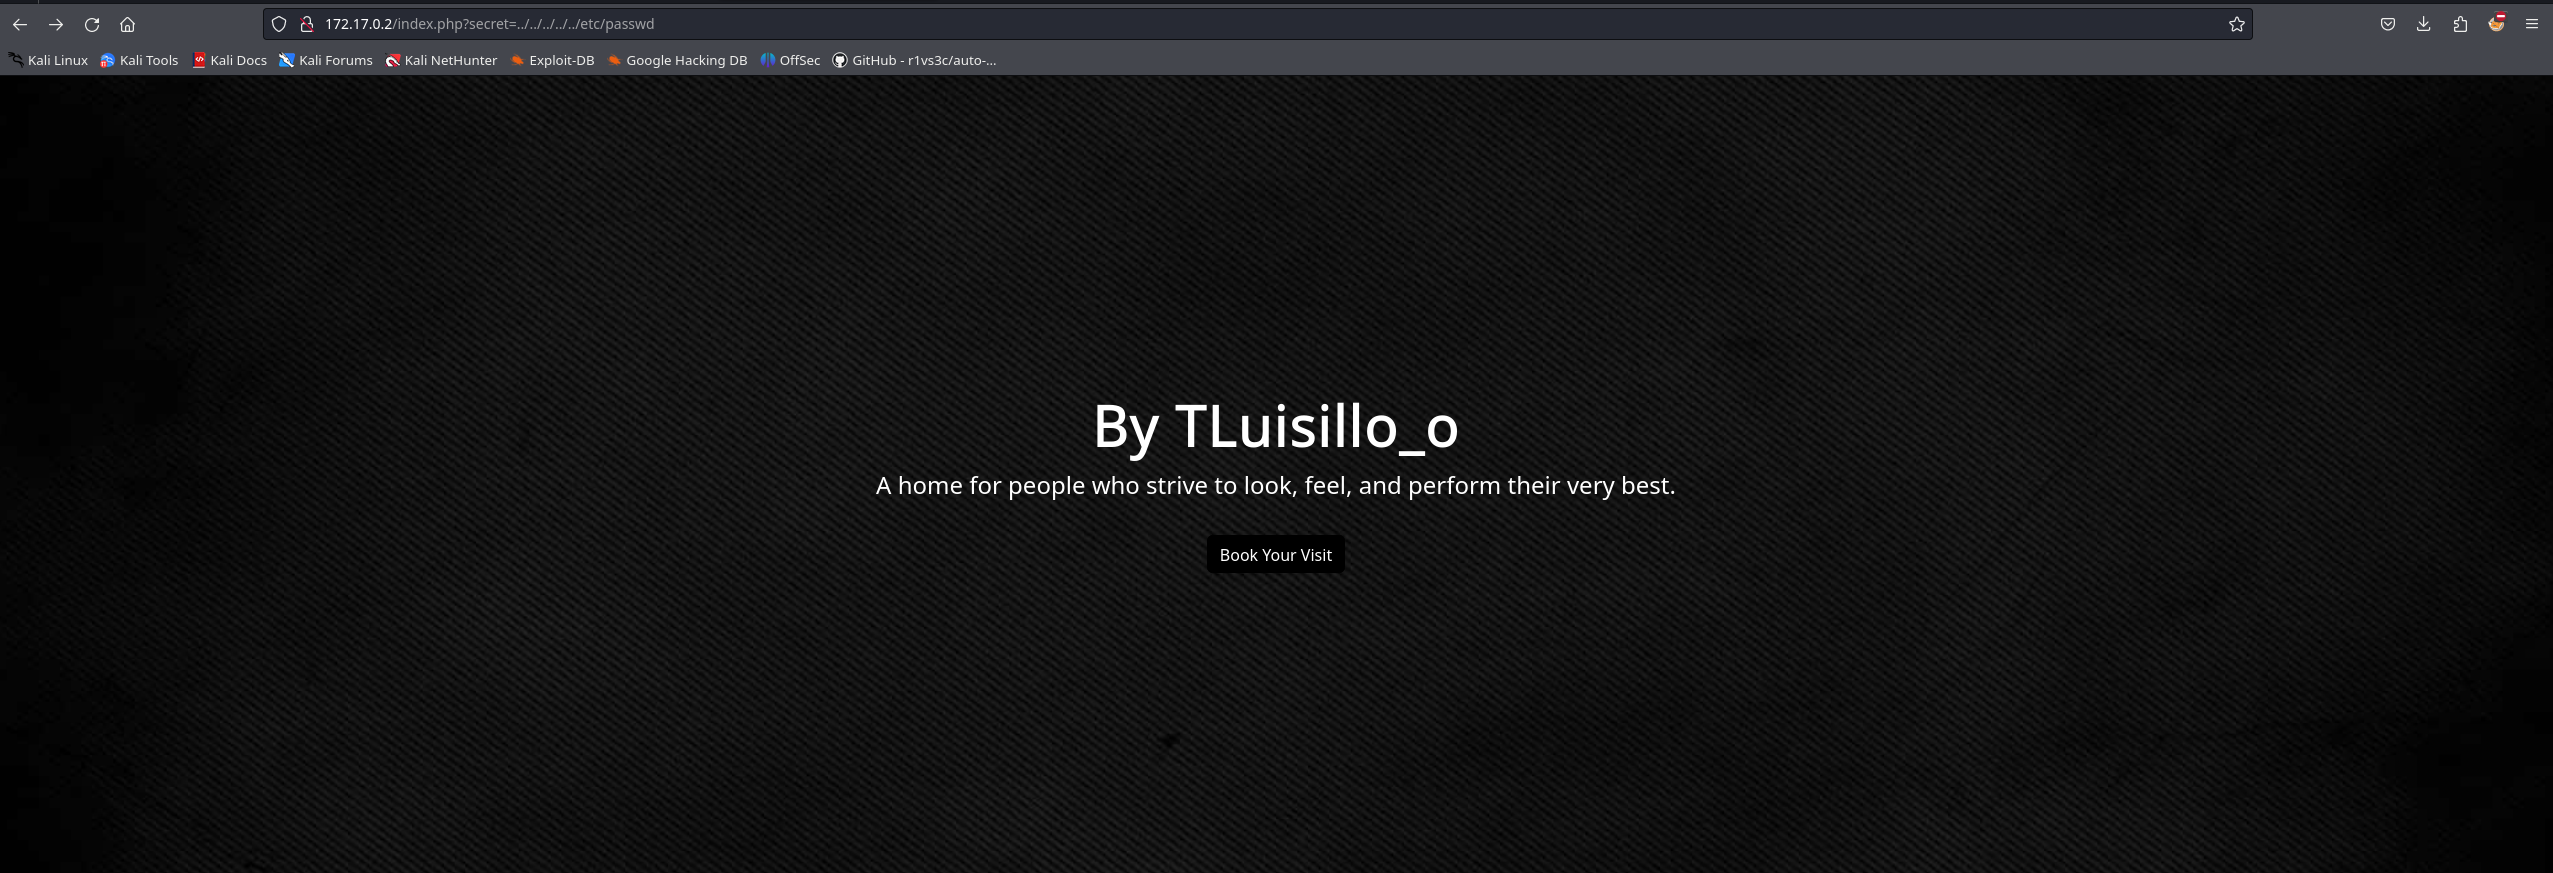 172.17.0.2/index.php?secret=../../../../../etc/passwd
Kali Linux Kali Tools Kali Docs Kali Forums Kali NetHunter Exploit-DB Google Hacking DB OffSec GitHub - r1vs3c/auto-...
By TLuisillo_o
A home for people who strive to look, feel, and perform their very best.
Book Your Visit